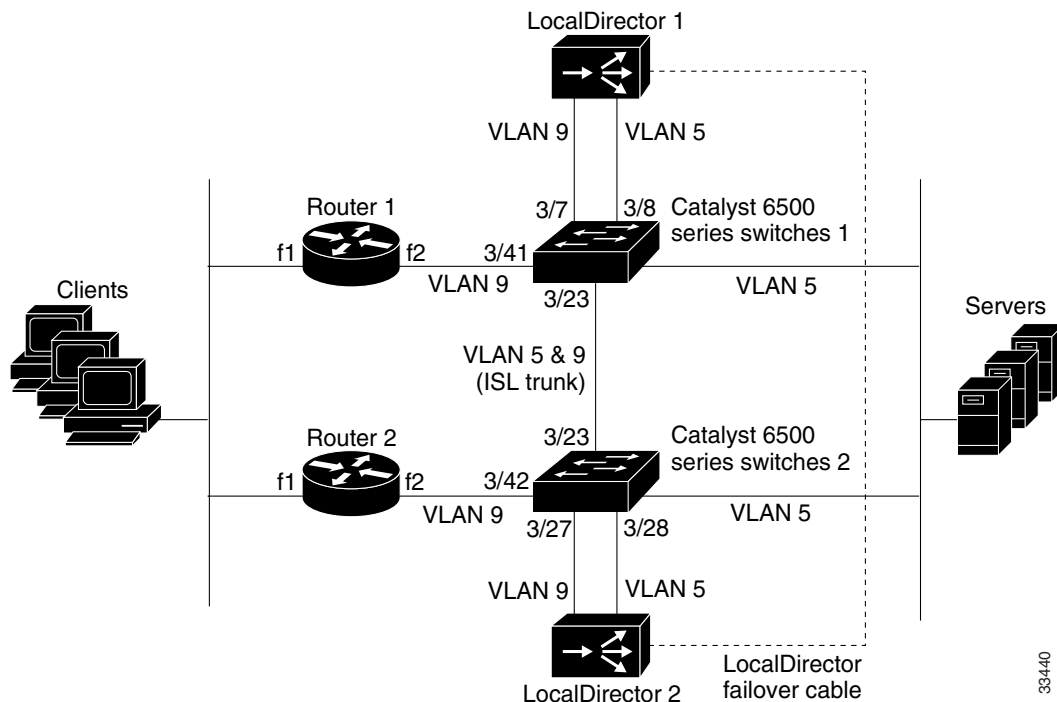 LocalDirector 1
VLAN 9
VLAN 5
Router 1
3/7
3/8
Catalyst 6500
series switches 1
f1
f2
3/41
VLAN 9
3/23
VLAN 5
Clients
Servers
VLAN 5 & 9
(ISL trunk)
Router 2
3/23
Catalyst 6500
series switches 2
f1
f2
3/42
VLAN 9
3/27
3/28
VLAN 5
VLAN 9
VLAN 5
LocalDirector 2
LocalDirector
failover cable
33440